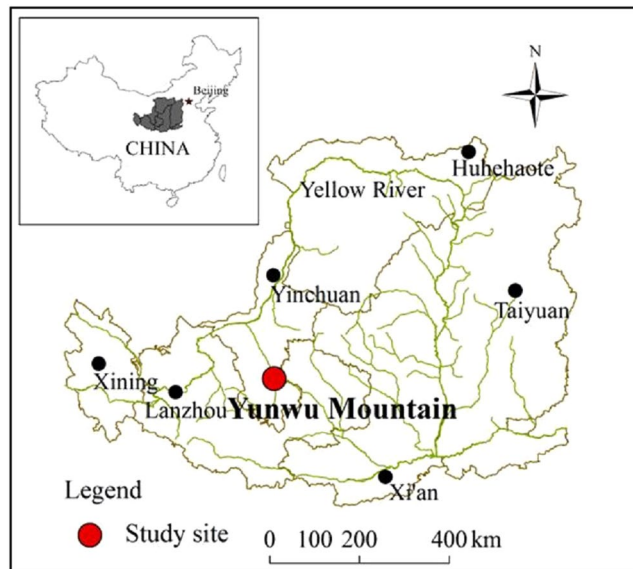 Beijing
CHINA
N
Huhehaote
Yellow River
Yinchuan
Taiyuan
Xining
Lanzhou
Yunwu Mountain
Xi'an
Legend
Study site
0 100 200 400 km